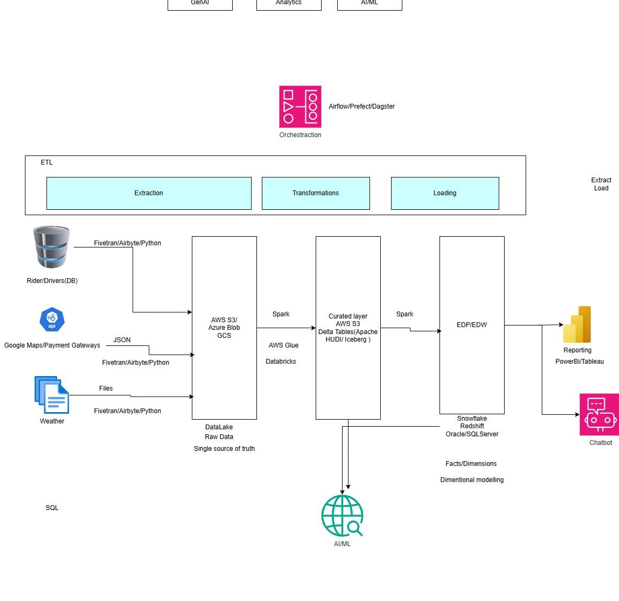 GenAI
Analytics
AI/ML
Airflow/Prefect/Dagster
Orchestraction
ETL
Extraction
Transformations
Loading
Extract
Load
Fivetran/Airbyte/Python
Rider/Drivers(DB)
api
JSON
Google Maps/Payment Gateways
Fivetran/Airbyte/Python
Files
Fivetran/Airbyte/Python
Weather
AWS S3/
Azure Blob
GCS
Spark
AWS Glue
Databricks
Curated layer
AWS S3
Delta Tables(Apache
HUDI/ Iceberg )
Spark
EDP/EDW
Reporting
PowerBi/Tableau
Chatbot
DataLake
Raw Data
Single source of truth
Snowflake
Redshift
Oracle/SQLServer
Facts/Dimensions
Dimentional modelling
SQL
AI/ML